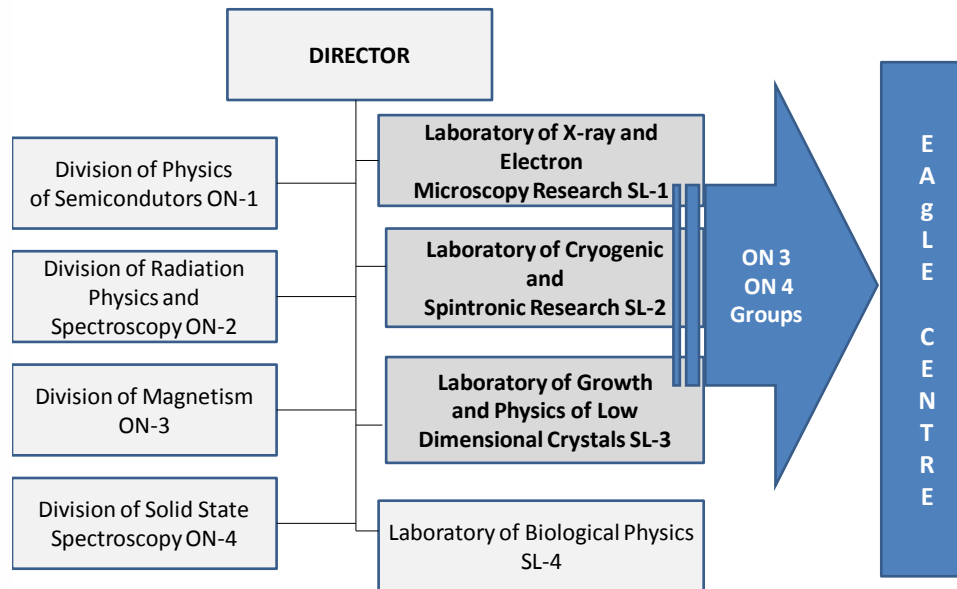 DIRECTOR
Division of Physics
of Semicondutors ON-1
Division of Radiation
Physics and
Spectroscopy ON-2
Division of Magnetism
ON-3
Division of Solid State
Spectroscopy ON-4
Laboratory of X-ray and
Electron
Microscopy Research SL-1
Laboratory of Cryogenic
and
Spintronic Research SL-2
Laboratory of Growth
and Physics of Low
Dimensional Crystals SL-3
Laboratory of Biological Physics
SL-4
ON 3
ON 4
Groups
E
A
g
L
E
C
E
N
T
R
E